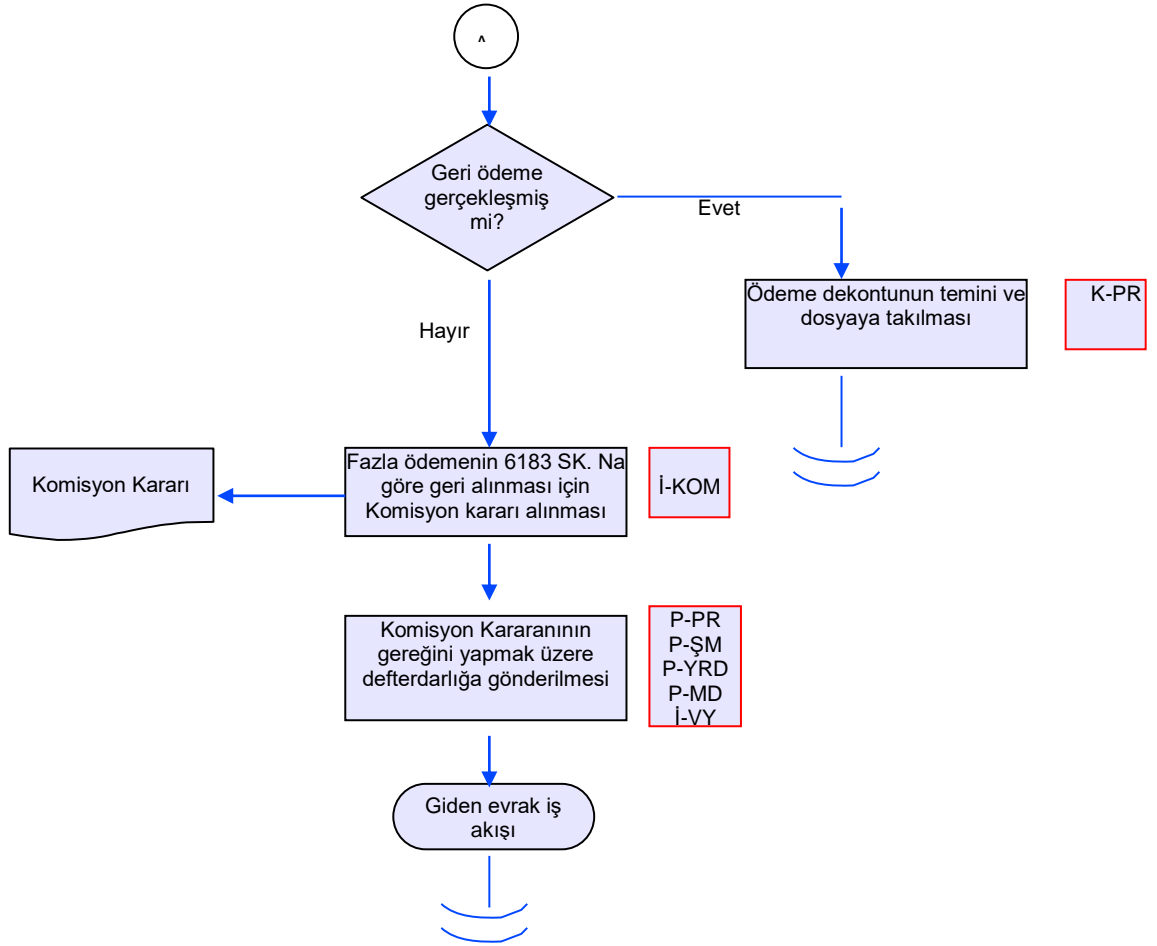 A
Geri ödeme
gerçekleşmiş
mi?
Evet
Ödeme dekontunun temini ve
dosyaya takılması
K-PR
Hayır
Fazla ödemenin 6183 SK. Na
göre geri alınması için
Komisyon kararı alınması
İ-KOM
Komisyon Kararı
Komisyon Kararanının
gereğini yapmak üzere
defterdarlığa gönderilmesi
P-PR
P-ŞM
P-YRD
P-MD
İ-VY
Giden evrak iş
akışı